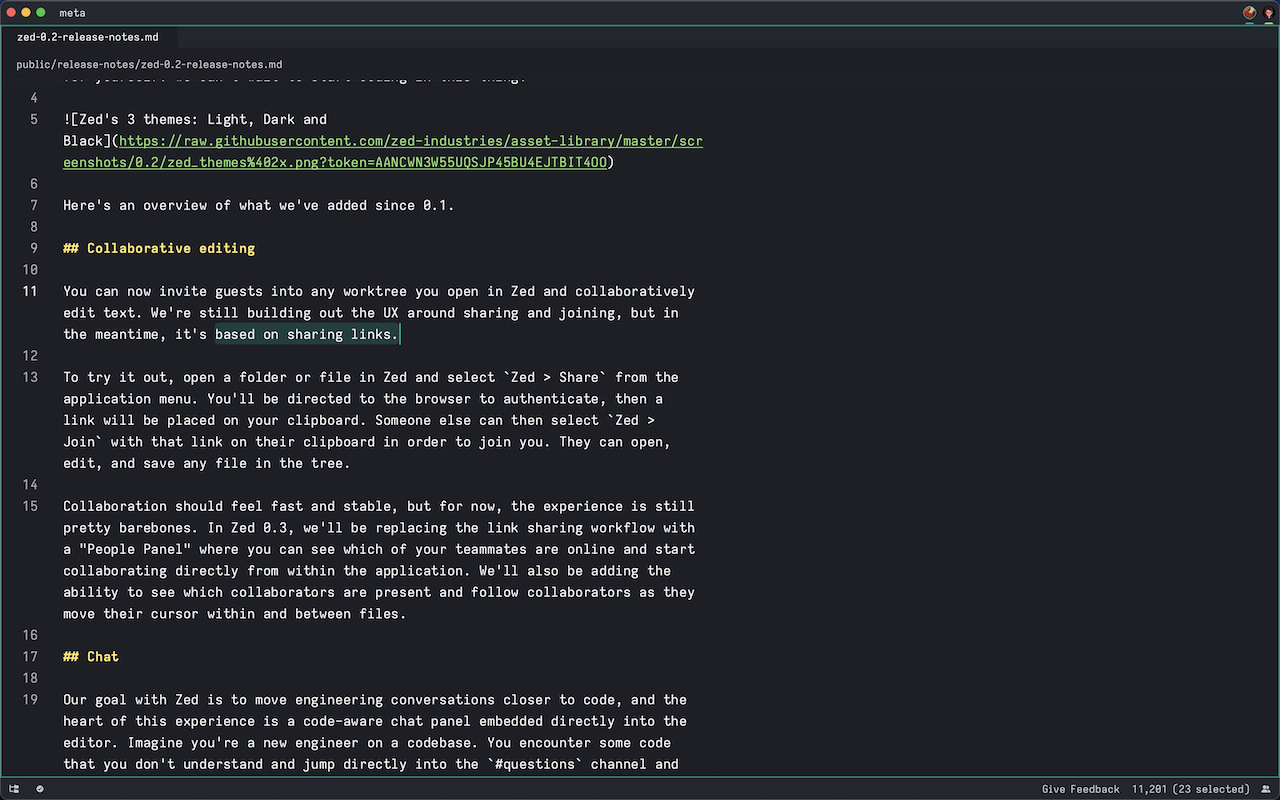 meta
zed-0.2-release-notes.md
public/release-notes/zed-0.2-release-notes.md
4
5 ![Zed's 3 themes: Light, Dark and
Black](https://raw.githubusercontent.com/zed-industries/asset-library/master/scr
eenshots/0.2/zed_themes%402x.png?token=AANCWN3W55UQSJP45BU4EJTBIT4OO)
6
7 Here's an overview of what we've added since 0.1.
8
9 ## Collaborative editing
10
11 You can now invite guests into any worktree you open in Zed and collaboratively
edit text. We're still building out the UX around sharing and joining, but in
the meantime, it's based on sharing links.
12
13 To try it out, open a folder or file in Zed and select `Zed > Share` from the
application menu. You'll be directed to the browser to authenticate, then a
link will be placed on your clipboard. Someone else can then select `Zed >
Join` with that link on their clipboard in order to join you. They can open,
edit, and save any file in the tree.
14
15 Collaboration should feel fast and stable, but for now, the experience is still
pretty barebones. In Zed 0.3, we'll be replacing the link sharing workflow with
a "People Panel" where you can see which of your teammates are online and start
collaborating directly from within the application. We'll also be adding the
ability to see which collaborators are present and follow collaborators as they
move their cursor within and between files.
16
17 ## Chat
18
19 Our goal with Zed is to move engineering conversations closer to code, and the
heart of this experience is a code-aware chat panel embedded directly into the
editor. Imagine you're a new engineer on a codebase. You encounter some code
that you don't understand and jump directly into the `#questions` channel and
Give Feedback 11,201 (23 selected)